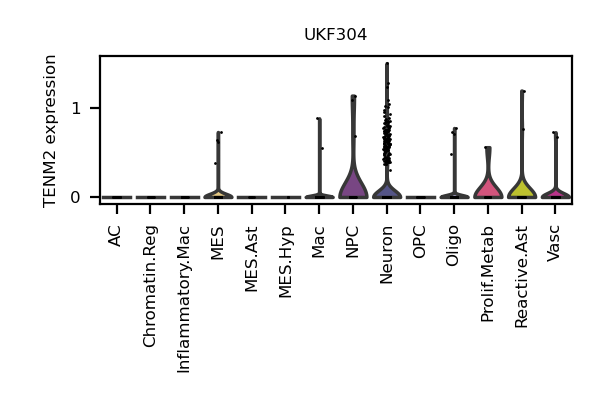 UKF304
TENM2 expression
1
0
AC
Chromatin.Reg
Inflammatory.Mac
MES
MES.Ast
MES.Hyp
Mac
NPC
Neuron
OPC
Oligo
Prolif.Metab
Reactive.Ast
Vasc